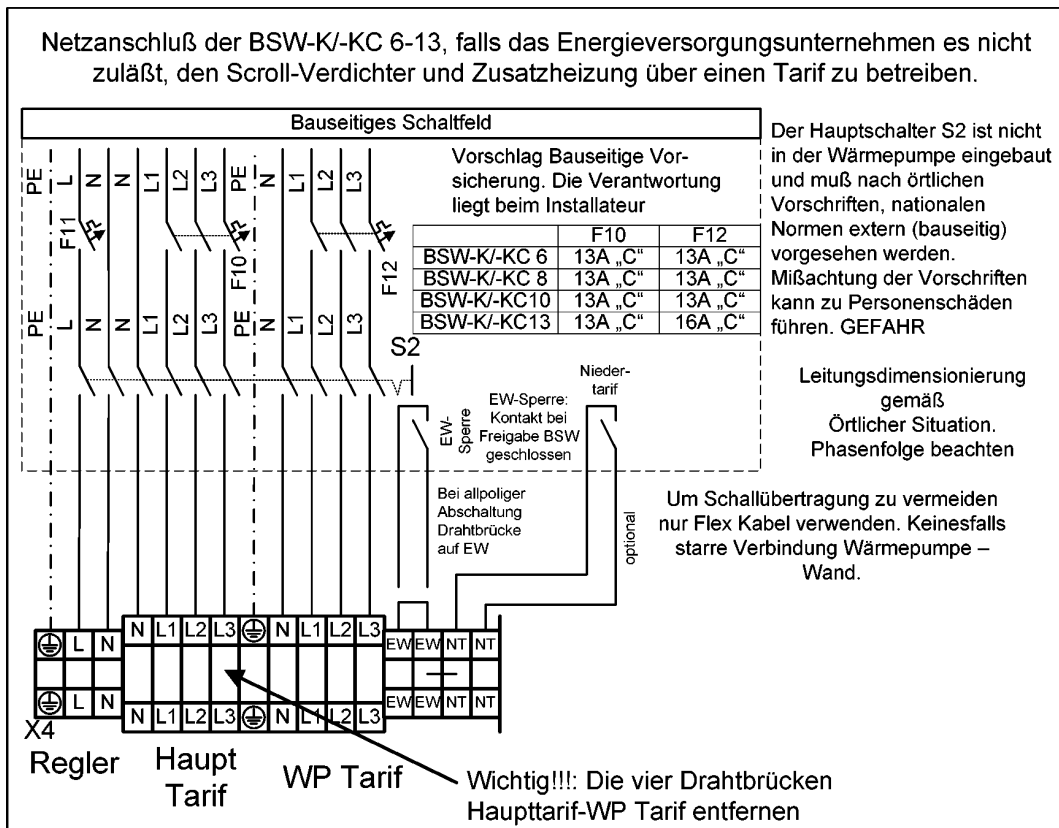 Netzanschluß der BSW-K/-KC 6-13, falls das Energieversorgungsunternehmen es nicht
zuläßt, den Scroll-Verdichter und Zusatzheizung über einen Tarif zu betreiben.
Bauseitiges Schaltfeld
PE L N N L1 L2 L3 PE N L1 L2 L3
F11
F10
F12
Vorschlag Bauseitige Vor-
sicherung. Die Verantwortung
liegt beim Installateur
F10 F12
BSW-K/-KC 6 13A „C“ 13A „C“
BSW-K/-KC 8 13A „C“ 13A „C“
BSW-K/-KC10 13A „C“ 13A „C“
BSW-K/-KC13 13A „C“ 16A „C“
Der Hauptschalter S2 ist nicht
in der Wärmepumpe eingebaut
und muß nach örtlichen
Vorschriften, nationalen
Normen extern (bauseitig)
vorgesehen werden.
Mißachtung der Vorschriften
kann zu Personenschäden
führen. GEFAHR
PE L N N L1 L2 L3 PE N L1 L2 L3
S2
EW-
Sperre
EW-Sperre:
Kontakt bei
Freigabe BSW
geschlossen
Nieder-
tarif
Leitungsdimensionierung
gemäß
Örtlicher Situation.
Phasenfolge beachten
Bei allpoliger
Abschaltung
Drahtbrücke
auf EW
optional
Um Schallübertragung zu vermeiden
nur Flex Kabel verwenden. Keinesfalls
starre Verbindung Wärmepumpe –
Wand.
L N N L1 L2 L3 N L1 L2 L3 EW EW NT NT
L N N L1 L2 L3 N L1 L2 L3 EW EW NT NT
X4
Regler
Haupt
Tarif
WP Tarif
Wichtig!!!: Die vier Drahtbrücken
Haupttarif-WP Tarif entfernen